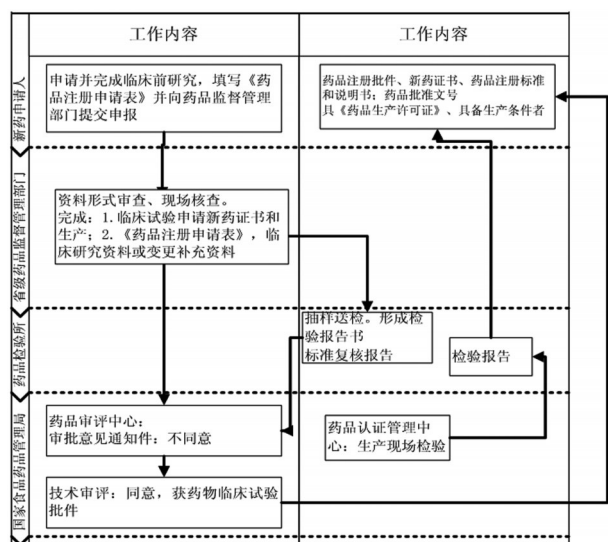 工作内容
工作内容
新药申请人
申请并完成临床前研究，填写《药
品注册申请表》并向药品监督管理
部门提交申报
药品注册批件、新药证书、药品注册标准
和说明书；药品批准文号
具《药品生产许可证》、具备生产条件者
省级药品监督管理部门
资料形式审查、现场核查。
完成：1.临床试验申请新药证书和
生产；2.《药品注册申请表》，临
床研究资料或变更补充资料
药品检验所
抽样送检。形成检
验报告书
标准复核报告
检验报告
国家食品药品管理局
药品审评中心：
审批意见通知件：不同意
药品认证管理中
心：生产现场检验
技术审评：同意，获药物临床试验
批件